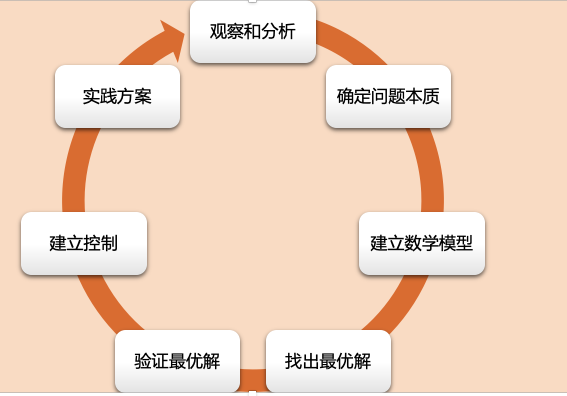 观察和分析
确定问题本质
建立数学模型
找出最优解
验证最优解
建立控制
实践方案